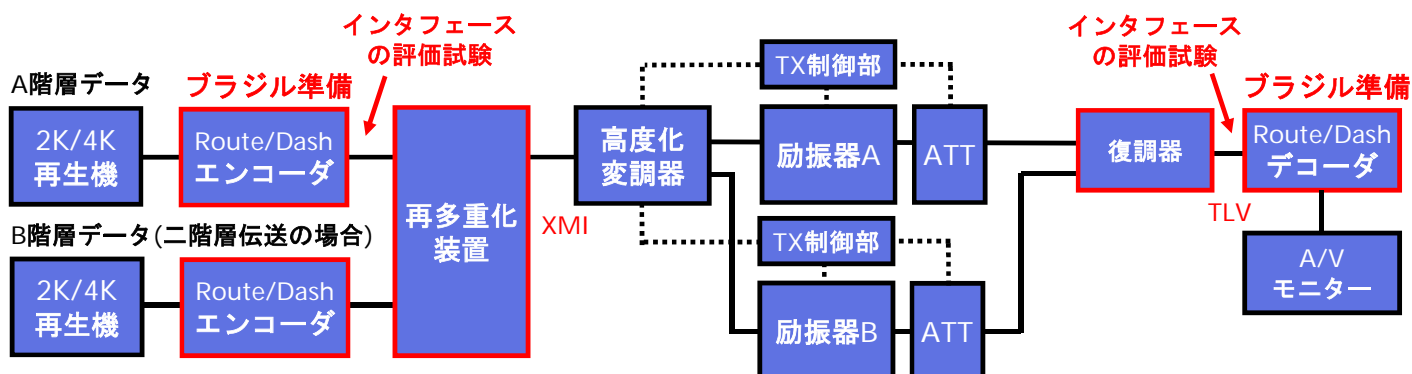 インタフェース
の評価試験
インタフェース
の評価試験
A階層データ
ブラジル準備
TX制御部
ブラジル準備
2K/4K
再生機
Route/Dash
エンコーダ
再多重化
装置
XMI
高度化
変調器
励振器A
ATT
復調器
Route/Dash
デコーダ
TLV
B階層データ(二階層伝送の場合)
2K/4K
再生機
Route/Dash
エンコーダ
TX制御部
励振器B
ATT
A/V
モニター